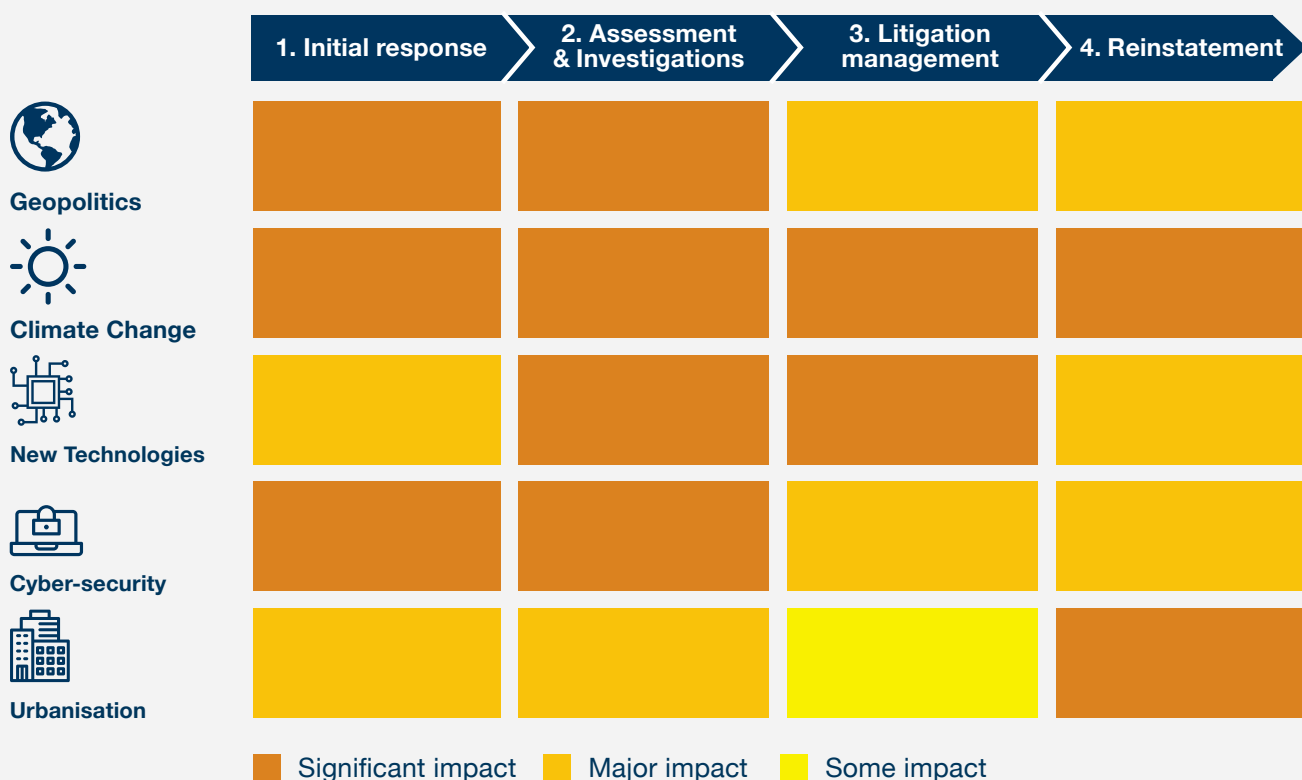 1. Initial response
2. Assessment
& Investigations
3. Litigation
management
4. Reinstatement
Geopolitics
Climate Change
New Technologies
Cyber-security
Urbanisation
Significant impact
Major impact
Some impact